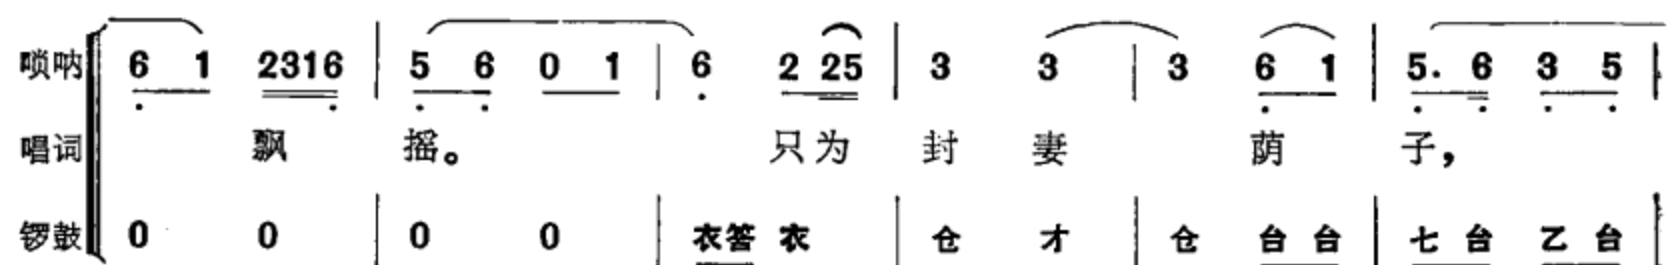 唢呐 6 1 2316 | 5 6 0 1 | 6 2 25 | 3 3 | 3 6 1 | 5. 6 3 5 |
唱词 飘 摇。 只为 封 妻 荫 子，
锣鼓 0 0 | 0 0 | 衣答 衣 | 仓 才 | 仓 台 台 | 七 台 乙 台 |